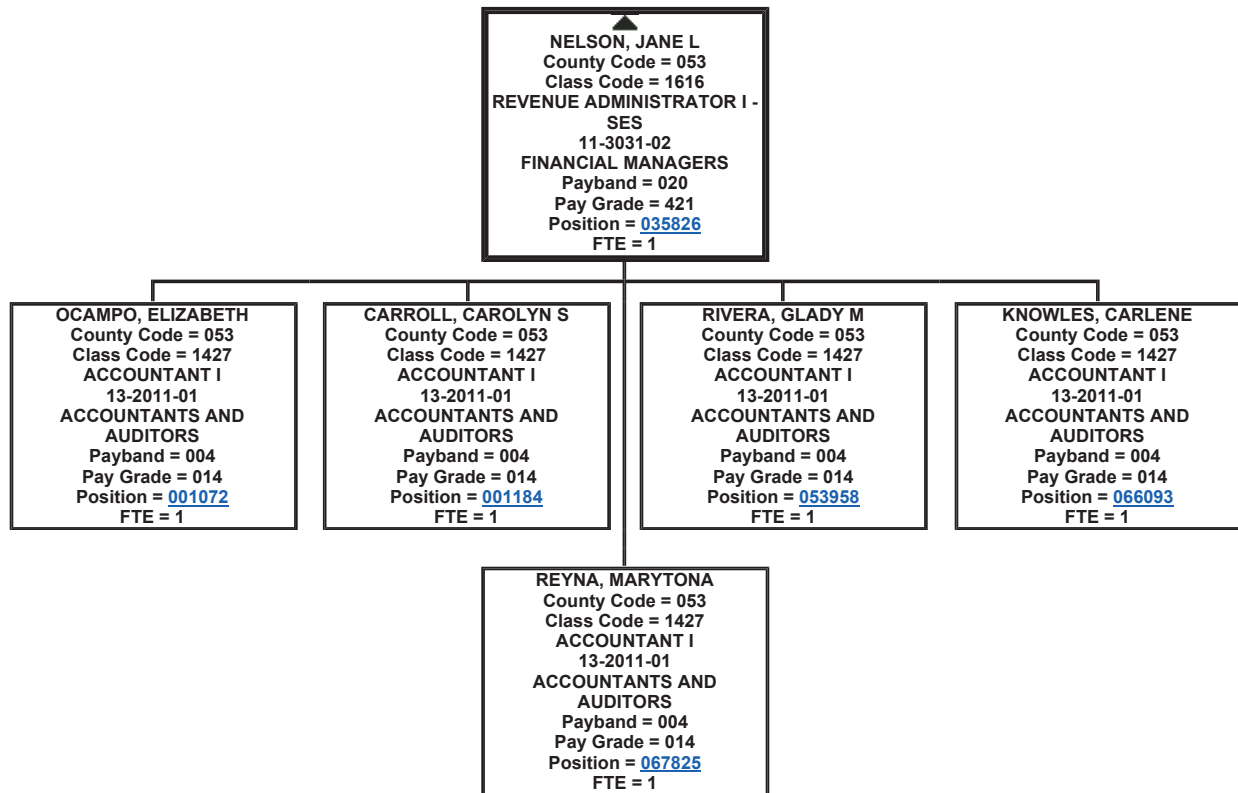 NELSON, JANE L
County Code = 053
Class Code = 1616
REVENUE ADMINISTRATOR I -
SES
11-3031-02
FINANCIAL MANAGERS
Payband = 020
Pay Grade = 421
Position = 035826
FTE = 1
OCAMPO, ELIZABETH
County Code = 053
Class Code = 1427
ACCOUNTANT I
13-2011-01
ACCOUNTANTS AND
AUDITORS
Payband = 004
Pay Grade = 014
Position = 001072
FTE = 1
CARROLL, CAROLYN S
County Code = 053
Class Code = 1427
ACCOUNTANT I
13-2011-01
ACCOUNTANTS AND
AUDITORS
Payband = 004
Pay Grade = 014
Position = 001184
FTE = 1
RIVERA, GLADY M
County Code = 053
Class Code = 1427
ACCOUNTANT I
13-2011-01
ACCOUNTANTS AND
AUDITORS
Payband = 004
Pay Grade = 014
Position = 053958
FTE = 1
KNOWLES, CARLENE
County Code = 053
Class Code = 1427
ACCOUNTANT I
13-2011-01
ACCOUNTANTS AND
AUDITORS
Payband = 004
Pay Grade = 014
Position = 066093
FTE = 1
REYNA, MARYTONA
County Code = 053
Class Code = 1427
ACCOUNTANT I
13-2011-01
ACCOUNTANTS AND
AUDITORS
Payband = 004
Pay Grade = 014
Position = 067825
FTE = 1